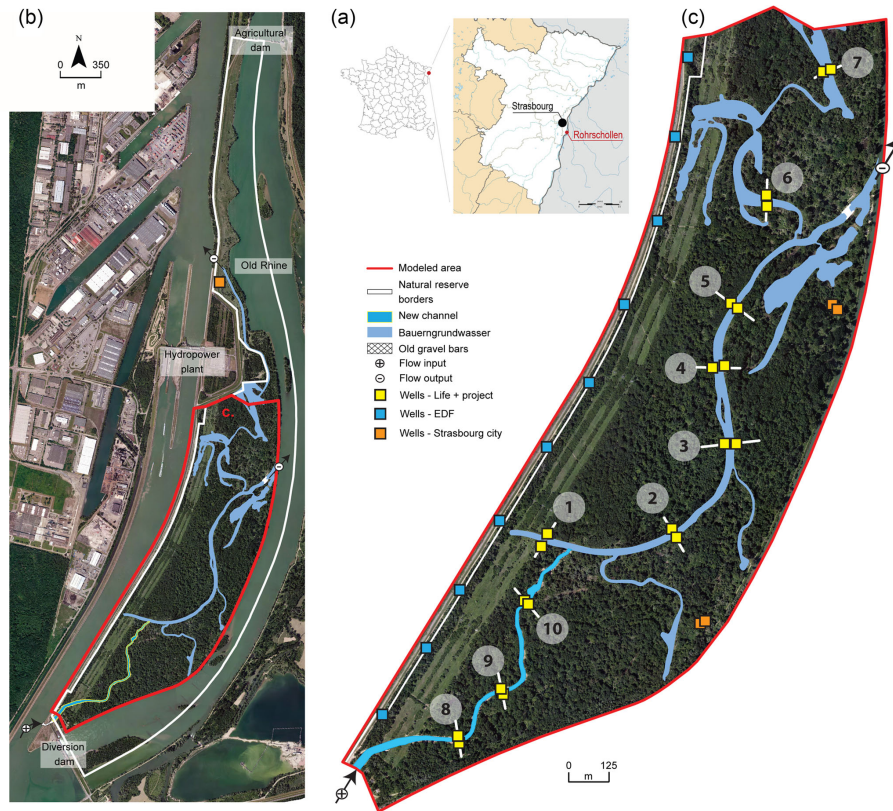 (b)
(a)
(c)
N
0 350
m
Agricultural
dam
Old Rhine
Hydropower
plant
c.
Diversion
dam
Strasbourg
Rohrschollen
Modeled area
Natural reserve
borders
New channel
Bauerngrundwasser
Old gravel bars
Flow input
Flow output
Wells - Life + project
Wells - EDF
Wells - Strasbourg city
7
6
5
4
3
2
1
10
9
8
0 125
m